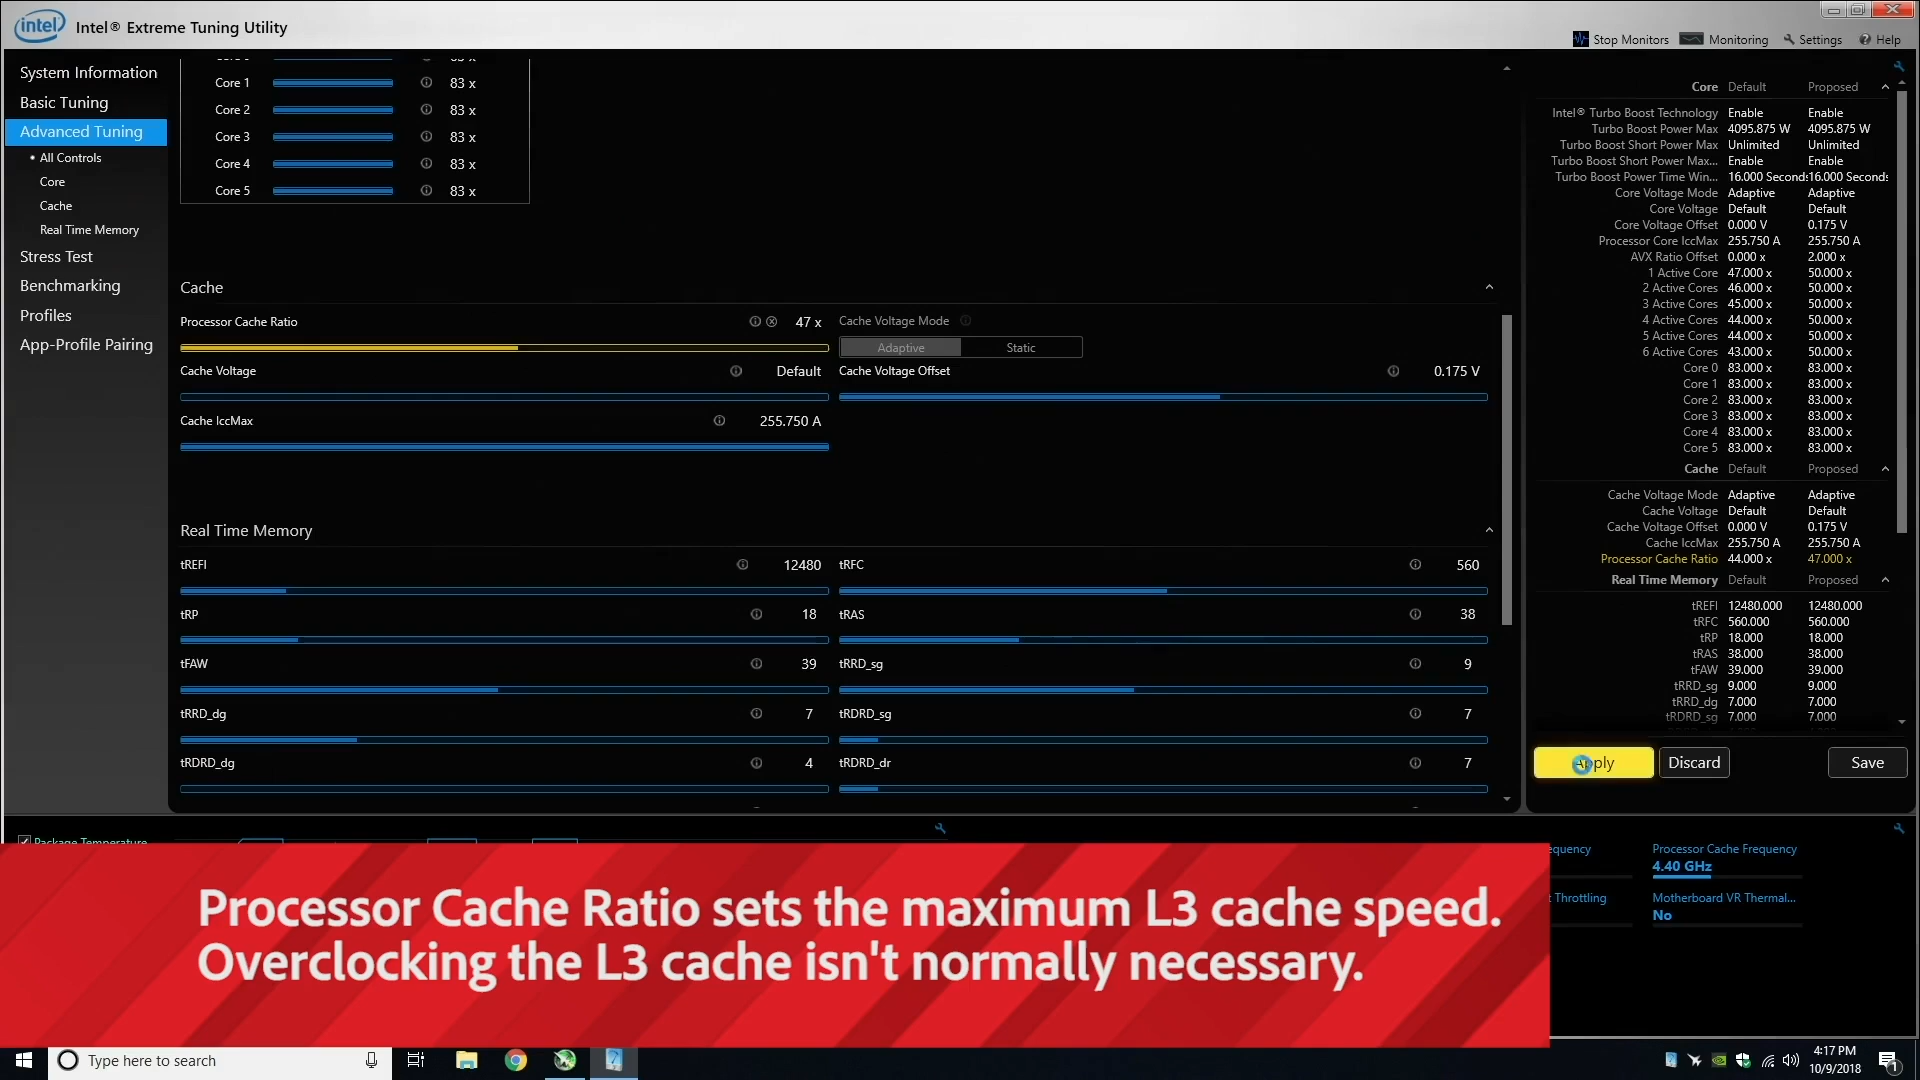 intel Intel® Extreme Tuning Utility
Stop Monitors Monitoring Settings Help
System Information
Basic Tuning
Advanced Tuning
• All Controls
Core
Cache
Real Time Memory
Stress Test
Benchmarking
Profiles
App-Profile Pairing
83 x
Core 1 83 x
Core 2 83 x
Core 3 83 x
Core 4 83 x
Core 5 83 x
Cache
Processor Cache Ratio 47 x Cache Voltage Mode
Adaptive Static
Cache Voltage Default Cache Voltage Offset 0.175 V
Cache IccMax 255.750 A
Real Time Memory
tREFI 12480 tRFC 560
tRP 18 tRAS 38
tFAW 39 tRRD_sg 9
tRRD_dg 7 tRDRD_sg 7
tRDRD_dg 4 tRDRD_dr 7
Core Default Proposed
Intel® Turbo Boost Technology Enable Enable
Turbo Boost Power Max 4095.875 W 4095.875 W
Turbo Boost Short Power Max Unlimited Unlimited
Turbo Boost Short Power Max... Enable Enable
Turbo Boost Power Time Win... 16.000 Seconds 16.000 Seconds
Core Voltage Mode Adaptive Adaptive
Core Voltage Default Default
Core Voltage Offset 0.000 V 0.175 V
Processor Core IccMax 255.750 A 255.750 A
AVX Ratio Offset 0.000 x 2.000 x
1 Active Core 47.000 x 50.000 x
2 Active Cores 46.000 x 50.000 x
3 Active Cores 45.000 x 50.000 x
4 Active Cores 44.000 x 50.000 x
5 Active Cores 44.000 x 50.000 x
6 Active Cores 43.000 x 50.000 x
Core 0 83.000 x 83.000 x
Core 1 83.000 x 83.000 x
Core 2 83.000 x 83.000 x
Core 3 83.000 x 83.000 x
Core 4 83.000 x 83.000 x
Core 5 83.000 x 83.000 x
Cache Default Proposed
Cache Voltage Mode Adaptive Adaptive
Cache Voltage Default Default
Cache Voltage Offset 0.000 V 0.175 V
Cache IccMax 255.750 A 255.750 A
Processor Cache Ratio 44.000 x 47.000 x
Real Time Memory Default Proposed
tREFI 12480.000 12480.000
tRFC 560.000 560.000
tRP 18.000 18.000
tRAS 38.000 38.000
tFAW 39.000 39.000
tRRD_sg 9.000 9.000
tRRD_dg 7.000 7.000
tRDRD_sg 7.000 7.000
Apply Discard Save
Package Temperature
equency Processor Cache Frequency
4.40 GHz
t Throttling Motherboard VR Thermal...
No
Processor Cache Ratio sets the maximum L3 cache speed.
Overclocking the L3 cache isn't normally necessary.
Type here to search
4:17 PM
10/9/2018
1